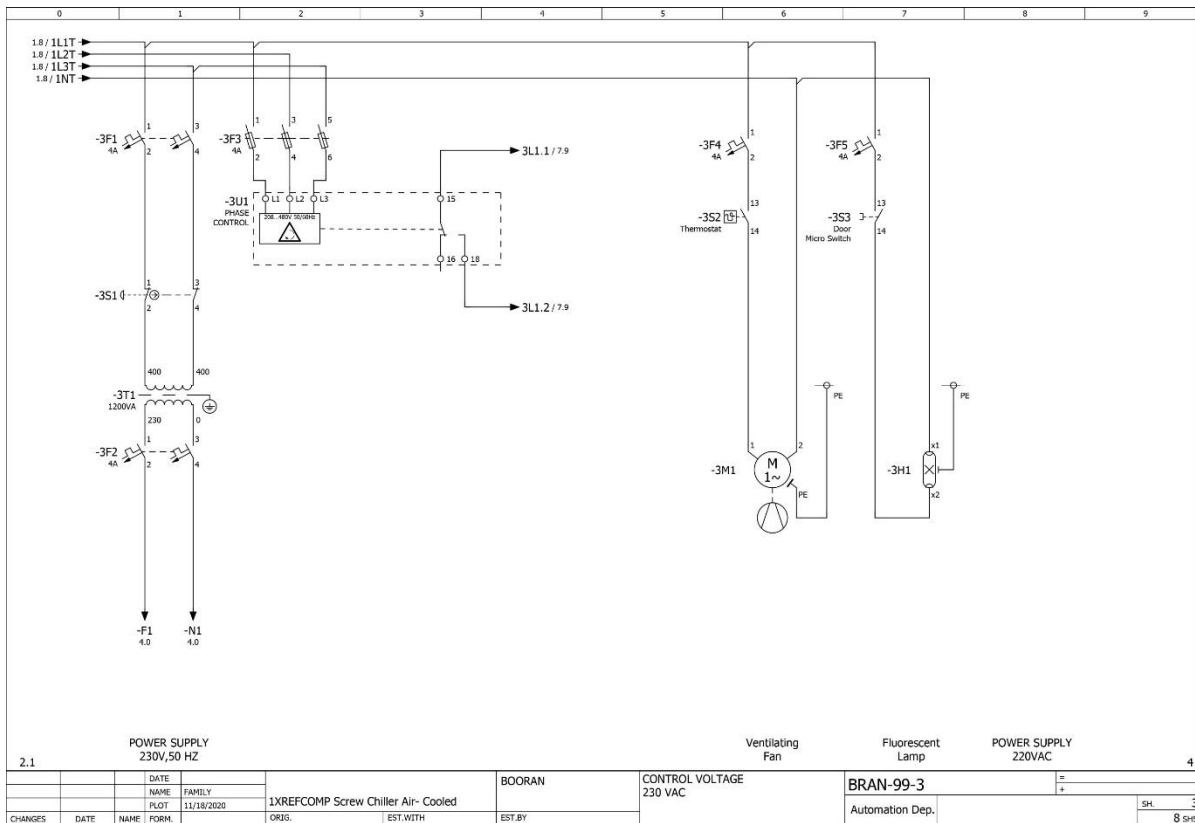 0 1 2 3 4 5 6 7 8 9
1.8 / 1L1T
1.8 / 1L2T
1.8 / 1L3T
1.8 / 1NT
-3F1
4A
1 3
2 4
-3F3
4A
1 3 5
2 4 6
-3U1
PHASE
CONTROL
L1 L2 L3
208...480V 50/60Hz
15
16 18
3L1.1 / 7.9
3L1.2 / 7.9
-3F4
4A
1
2
-3F5
4A
1
2
-3S2
Thermostat
13
14
-3S3
Door
Micro Switch
13
14
-3S1
1 3
2 4
400 400
-3T1
1200VA
230 0
-3F2
4A
1 3
2 4
-3M1
1 2
M
1~
PE
PE
-3H1
x1
x2
PE
-F1
4.0
-N1
4.0
POWER SUPPLY
230V,50 HZ
Ventilating
Fan
Fluorescent
Lamp
POWER SUPPLY
220VAC
2.1
4
DATE
NAME FAMILY
PLOT 11/18/2020
CHANGES DATE NAME FORM.
1XREFCOMP Screw Chiller Air- Cooled
ORIG. EST.WITH EST.BY
BOORAN
CONTROL VOLTAGE
230 VAC
BRAN-99-3
Automation Dep.
=
+
SH. 3
8 SHS